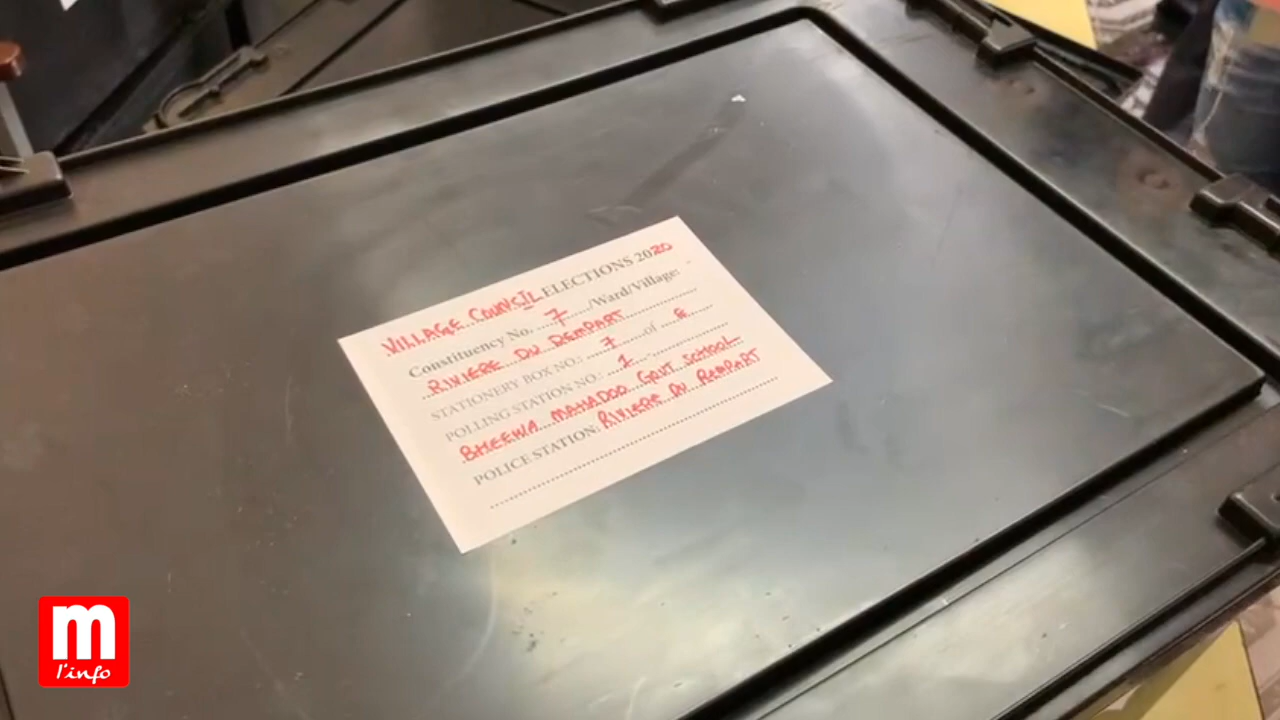 VILLAGE COUNCIL ELECTIONS 2020
Constituency No. ....7..../Ward/Village:
RIVIERE DU REMPART
STATIONERY BOX NO.: 7 of 8
POLLING STATION NO.: 1
BHEEWA MAHADOO GOVT SCHOOL
POLICE STATION: RIVIERE DU REMPART
m
l'info